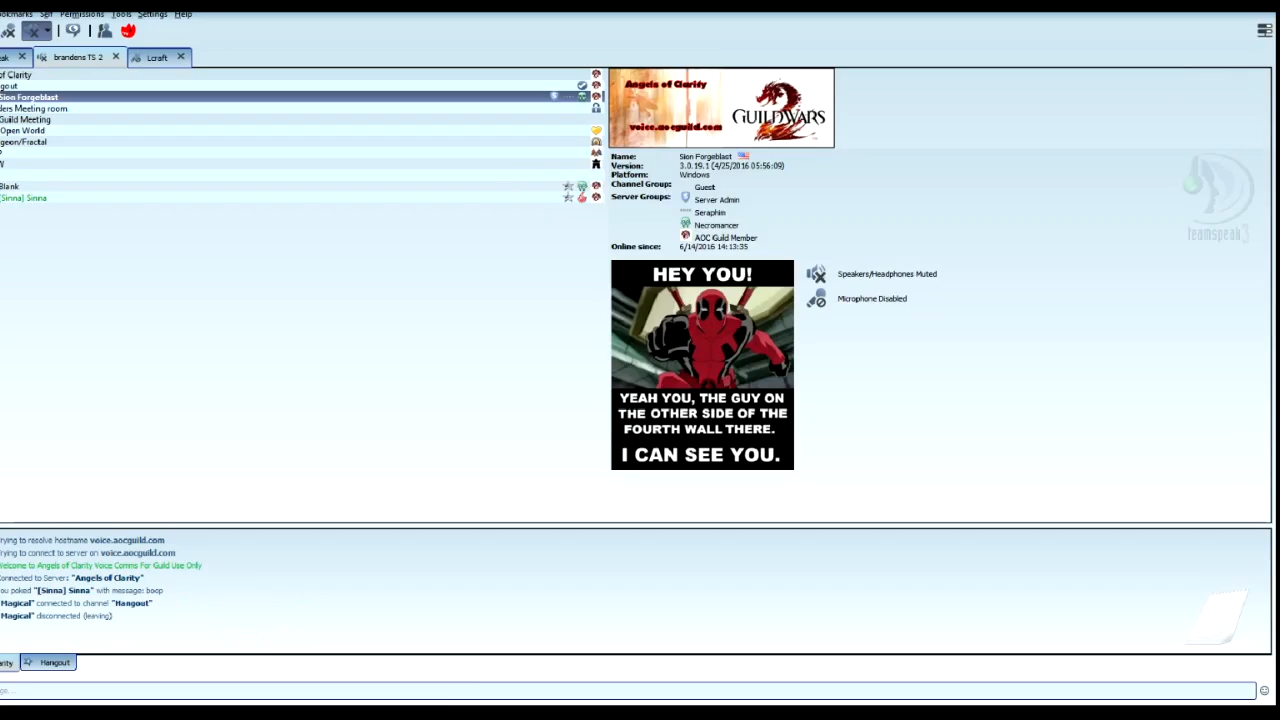 ookmarks Self Permissions Tools Settings Help
eak brandens TS 2 Lcraft
of Clarity
ngout
Sion Forgeblast
ders Meeting room
Guild Meeting
Open World
geon/Fractal
Blank
[Sinna] Sinna
Angels of Clarity
voice.aocguild.com
GUILD WARS
Name: Sion Forgeblast
Version: 3.0.19.1 (4/25/2016 05:56:09)
Platform: Windows
Channel Group: Guest
Server Groups: Server Admin
Seraphim
Necromancer
AOC Guild Member
Online since: 6/14/2016 14:13:35
HEY YOU!
YEAH YOU, THE GUY ON
THE OTHER SIDE OF THE
FOURTH WALL THERE.
I CAN SEE YOU.
Speakers/Headphones Muted
Microphone Disabled
teamspeak3
rying to resolve hostname voice.aocguild.com
rying to connect to server on voice.aocguild.com
Welcome to Angels of Clarity Voice Comms For Guild Use Only
Connected to Server: "Angels of Clarity"
ou poked "[Sinna] Sinna" with message: boop
Magical" connected to channel "Hangout"
Magical" disconnected (leaving)
arity Hangout
ge...